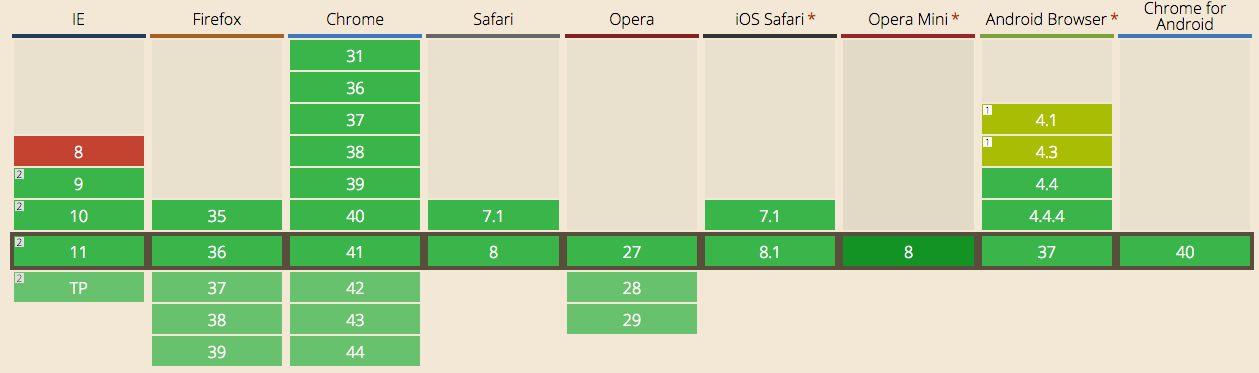 IE Firefox Chrome Safari Opera iOS Safari * Opera Mini * Android Browser * Chrome for Android
31
36
1 37 4.1
8 38 1 4.3
2 9 39 4.4
2 10 35 40 7.1 7.1 4.4.4
2 11 36 41 8 27 8.1 8 37 40
2 TP 37 42 28
38 43 29
39 44